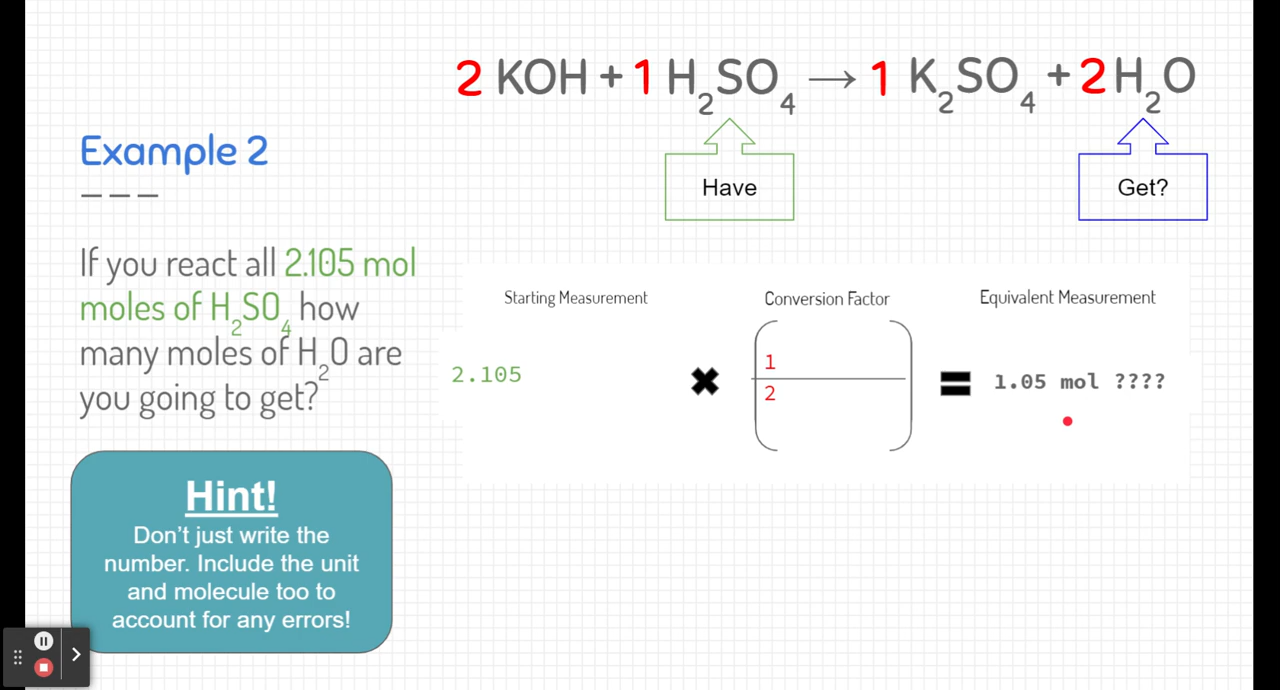 2 KOH + 1 H₂SO₄ → 1 K₂SO₄ + 2 H₂O
Have
Get?
Example 2
If you react all 2.105 mol
moles of H₂SO₄ how
many moles of H₂O are
you going to get?
Starting Measurement
Conversion Factor
Equivalent Measurement
2.105
1
2
1.05 mol ????
Hint!
Don't just write the
number. Include the unit
and molecule too to
account for any errors!